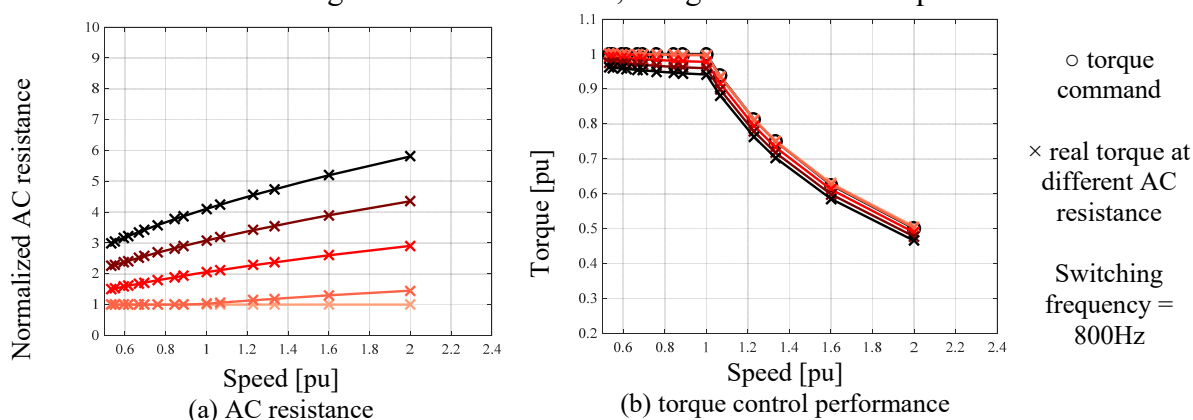 Normalized AC resistance
10
9
8
7
6
5
4
3
2
1
0
0.6 0.8 1 1.2 1.4 1.6 1.8 2 2.2 2.4
Speed [pu]
(a) AC resistance
Torque [pu]
1.1
1
0.9
0.8
0.7
0.6
0.5
0.4
0.3
0.2
0.6 0.8 1 1.2 1.4 1.6 1.8 2 2.2 2.4
Speed [pu]
(b) torque control performance
○ torque
command
× real torque at
different AC
resistance
Switching
frequency =
800Hz